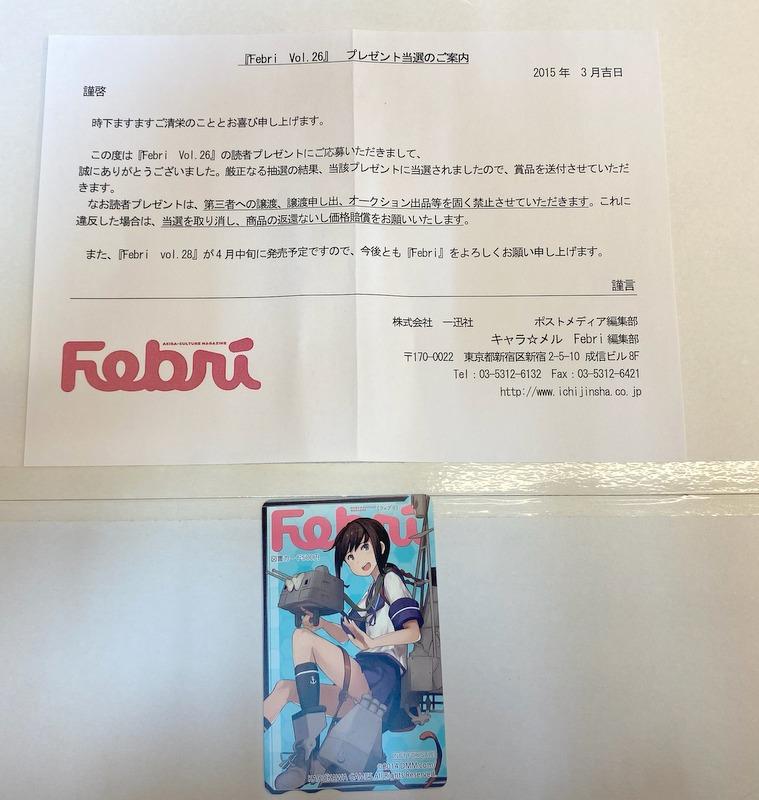 『Febri Vol.26』 プレゼント当選のご案内
2015年 3月吉日
謹啓
時下ますますご清栄のこととお喜び申し上げます。
この度は『Febri Vol.26』の読者プレゼントにご応募いただきまして、
誠にありがとうございました。厳正なる抽選の結果、当該プレゼントに当選されましたので、賞品を送付させていただ
きます。
なお読者プレゼントは、第三者への譲渡、譲渡申し出、オークション出品等を固く禁止させていただきます。これに
違反した場合は、当選を取り消し、商品の返還ないし価格賠償をお願いいたします。
また、『Febri vol.28』が4月中旬に発売予定ですので、今後とも『Febri』をよろしくお願い申し上げます。
謹言
株式会社 一迅社 ポストメディア編集部
キャラ☆メル Febri編集部
〒170-0022 東京都新宿区新宿2-5-10 成信ビル8F
Tel:03-5312-6132 Fax:03-5312-6421
http://www.ichijinsha.co.jp
AKIBA-CULTURE MAGAZINE
Febri
Febri
図書カード500円
©2014 DMM.com/
KADOKAWA GAMES All Rights Reserved.